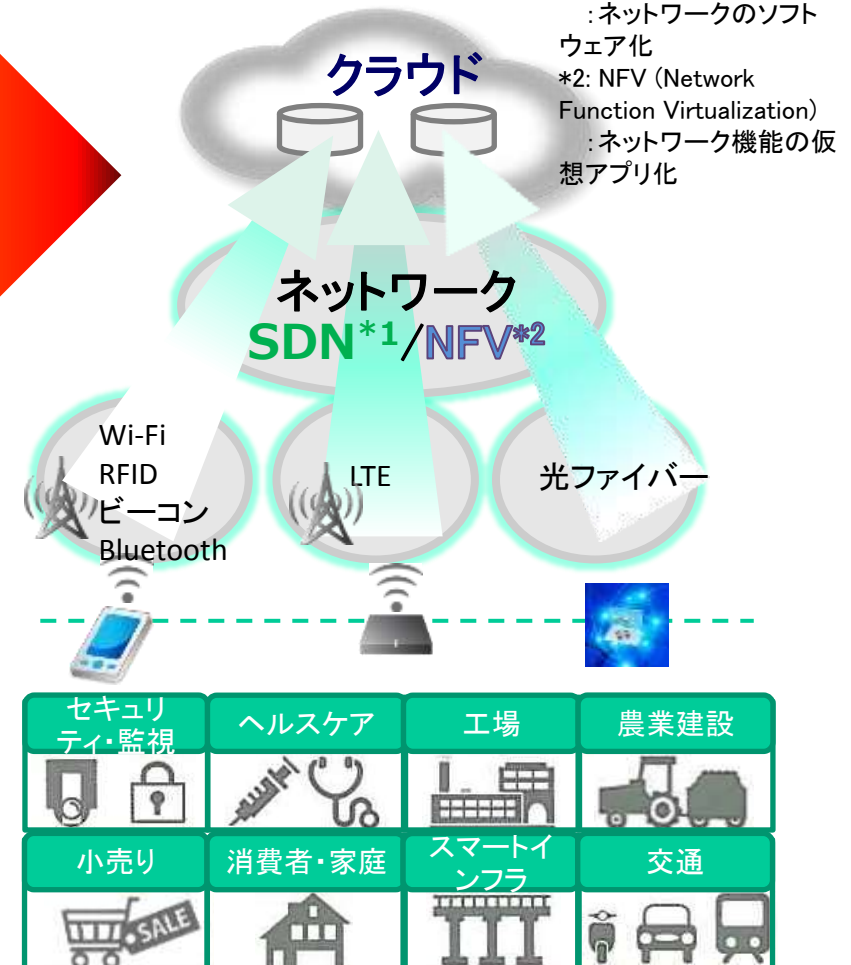 :ネットワークのソフト
ウェア化
*2: NFV (Network
Function Virtualization)
:ネットワーク機能の仮
想アプリ化
クラウド
ネットワーク
SDN*1/NFV*2
Wi-Fi
RFID
ビーコン
Bluetooth
LTE
光ファイバー
セキュリ
ティ・監視
ヘルスケア
工場
農業建設
小売り
SALE
消費者・家庭
スマートイ
ンフラ
交通